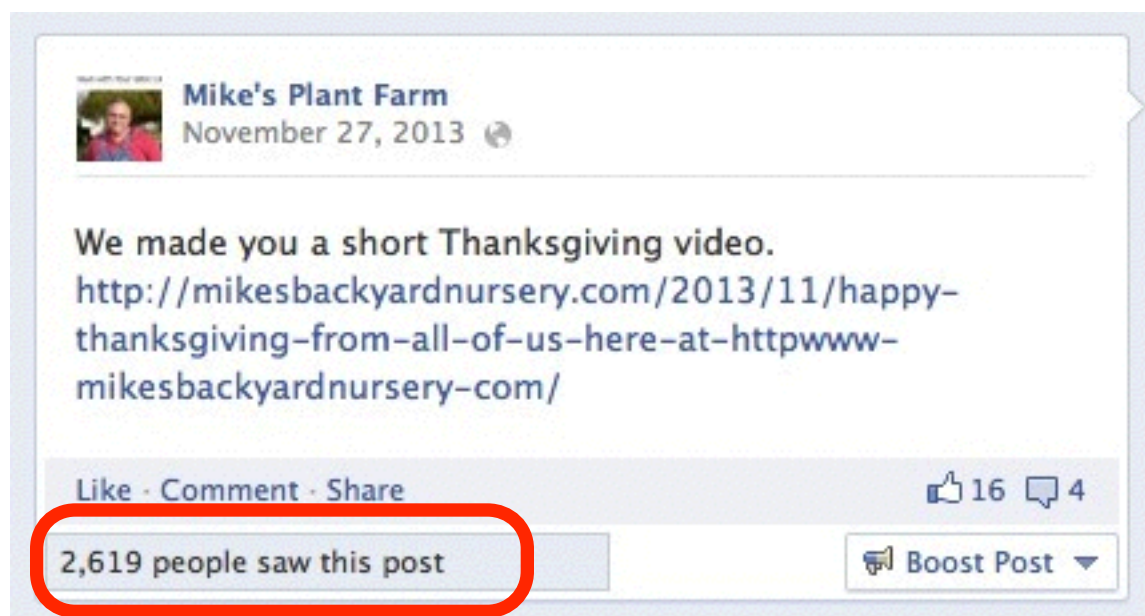 Mike's Plant Farm
November 27, 2013
We made you a short Thanksgiving video.
http://mikesbackyardnursery.com/2013/11/happy-
thanksgiving-from-all-of-us-here-at-httpwww-
mikesbackyardnursery-com/
Like · Comment · Share 16 4
2,619 people saw this post Boost Post